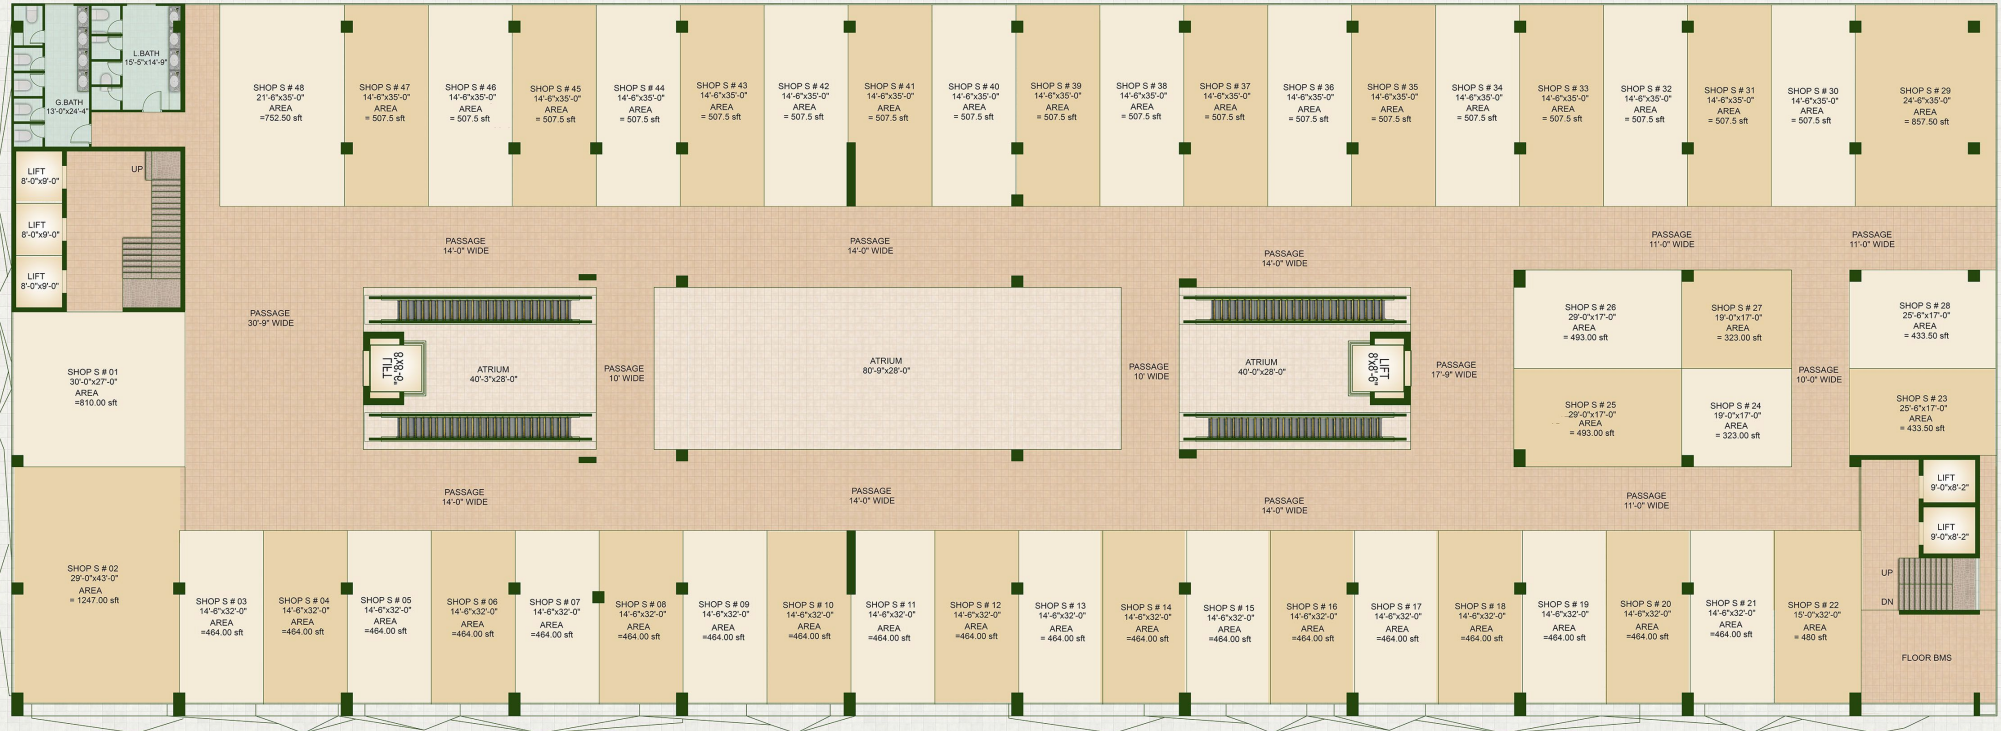 L.BATH
15'-5"x14'-9"
G.BATH
13'-0"x24'-4"
SHOP S # 48
21'-6"x35'-0"
AREA
=752.50 sft
SHOP S # 47
14'-6"x35'-0"
AREA
= 507.5 sft
SHOP S # 46
14'-6"x35'-0"
AREA
= 507.5 sft
SHOP S # 45
14'-6"x35'-0"
AREA
= 507.5 sft
SHOP S # 44
14'-6"x35'-0"
AREA
= 507.5 sft
SHOP S # 43
14'-6"x35'-0"
AREA
= 507.5 sft
SHOP S # 42
14'-6"x35'-0"
AREA
= 507.5 sft
SHOP S # 41
14'-6"x35'-0"
AREA
= 507.5 sft
SHOP S # 40
14'-6"x35'-0"
AREA
= 507.5 sft
SHOP S # 39
14'-6"x35'-0"
AREA
= 507.5 sft
SHOP S # 38
14'-6"x35'-0"
AREA
= 507.5 sft
SHOP S # 37
14'-6"x35'-0"
AREA
= 507.5 sft
SHOP S # 36
14'-6"x35'-0"
AREA
= 507.5 sft
SHOP S # 35
14'-6"x35'-0"
AREA
= 507.5 sft
SHOP S # 34
14'-6"x35'-0"
AREA
= 507.5 sft
SHOP S # 33
14'-6"x35'-0"
AREA
= 507.5 sft
SHOP S # 32
14'-6"x35'-0"
AREA
= 507.5 sft
SHOP S # 31
14'-6"x35'-0"
AREA
= 507.5 sft
SHOP S # 30
14'-6"x35'-0"
AREA
= 507.5 sft
SHOP S # 29
24'-6"x35'-0"
AREA
= 857.50 sft
UP
LIFT
8'-0"x9'-0"
LIFT
8'-0"x9'-0"
LIFT
8'-0"x9'-0"
PASSAGE
14'-0" WIDE
PASSAGE
14'-0" WIDE
PASSAGE
14'-0" WIDE
PASSAGE
11'-0" WIDE
PASSAGE
11'-0" WIDE
PASSAGE
30'-9" WIDE
LIFT
8'x8'-6"
ATRIUM
40'-3"x28'-0"
PASSAGE
10' WIDE
ATRIUM
80'-9"x28'-0"
PASSAGE
10' WIDE
ATRIUM
40'-0"x28'-0"
LIFT
8'x8'-6"
PASSAGE
17'-9" WIDE
SHOP S # 26
29'-0"x17'-0"
AREA
= 493.00 sft
SHOP S # 27
19'-0"x17'-0"
AREA
= 323.00 sft
SHOP S # 28
25'-6"x17'-0"
AREA
= 433.50 sft
PASSAGE
10'-0" WIDE
SHOP S # 25
29'-0"x17'-0"
AREA
= 493.00 sft
SHOP S # 24
19'-0"x17'-0"
AREA
= 323.00 sft
SHOP S # 23
25'-6"x17'-0"
AREA
= 433.50 sft
SHOP S # 01
30'-0"x27'-0"
AREA
=810.00 sft
PASSAGE
14'-0" WIDE
PASSAGE
14'-0" WIDE
PASSAGE
14'-0" WIDE
PASSAGE
11'-0" WIDE
LIFT
9'-0"x8'-2"
LIFT
9'-0"x8'-2"
SHOP S # 02
29'-0"x43'-0"
AREA
= 1247.00 sft
SHOP S # 03
14'-6"x32'-0"
AREA
=464.00 sft
SHOP S # 04
14'-6"x32'-0"
AREA
=464.00 sft
SHOP S # 05
14'-6"x32'-0"
AREA
=464.00 sft
SHOP S # 06
14'-6"x32'-0"
AREA
=464.00 sft
SHOP S # 07
14'-6"x32'-0"
AREA
=464.00 sft
SHOP S # 08
14'-6"x32'-0"
AREA
=464.00 sft
SHOP S # 09
14'-6"x32'-0"
AREA
=464.00 sft
SHOP S # 10
14'-6"x32'-0"
AREA
=464.00 sft
SHOP S # 11
14'-6"x32'-0"
AREA
=464.00 sft
SHOP S # 12
14'-6"x32'-0"
AREA
=464.00 sft
SHOP S # 13
14'-6"x32'-0"
AREA
= 464.00 sft
SHOP S # 14
14'-6"x32'-0"
AREA
=464.00 sft
SHOP S # 15
14'-6"x32'-0"
AREA
=464.00 sft
SHOP S # 16
14'-6"x32'-0"
AREA
=464.00 sft
SHOP S # 17
14'-6"x32'-0"
AREA
=464.00 sft
SHOP S # 18
14'-6"x32'-0"
AREA
=464.00 sft
SHOP S # 19
14'-6"x32'-0"
AREA
=464.00 sft
SHOP S # 20
14'-6"x32'-0"
AREA
=464.00 sft
SHOP S # 21
14'-6"x32'-0"
AREA
=464.00 sft
SHOP S # 22
15'-0"x32'-0"
AREA
= 480 sft
UP
DN
FLOOR BMS